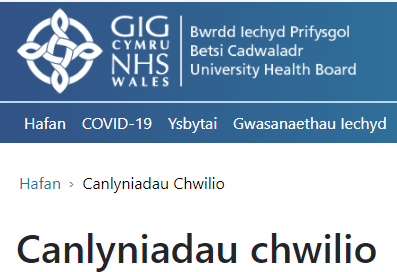 GIG
CYMRU
NHS
WALES
Bwrdd Iechyd Prifysgol
Betsi Cadwaladr
University Health Board
Hafan COVID-19 Ysbytai Gwasanaethau Iechyd
Hafan > Canlyniadau Chwilio
Canlyniadau chwilio